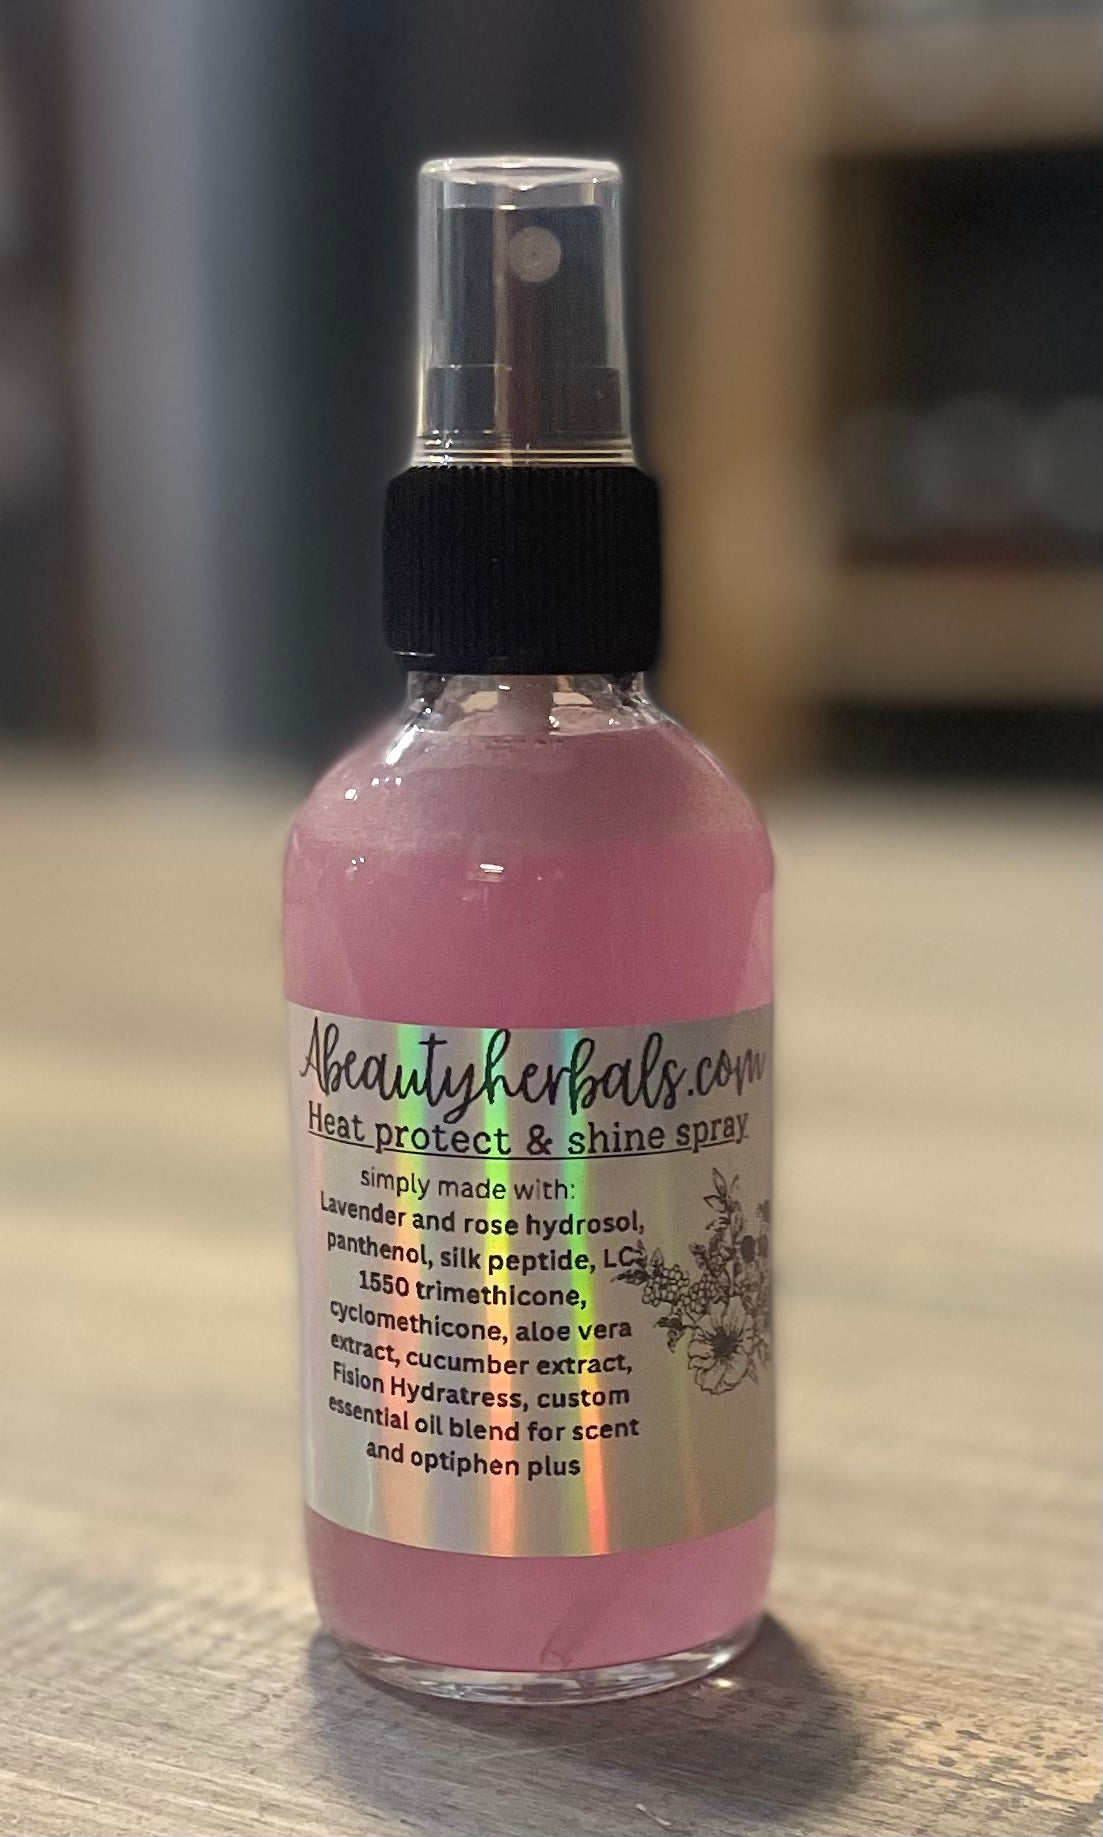 Abeautyherbals.com
Heat protect & shine spray
simply made with:
Lavender and rose hydrosol,
panthenol, silk peptide, LC
1550 trimethicone,
cyclomethicone, aloe vera
extract, cucumber extract,
Fision Hydratress, custom
essential oil blend for scent
and optiphen plus